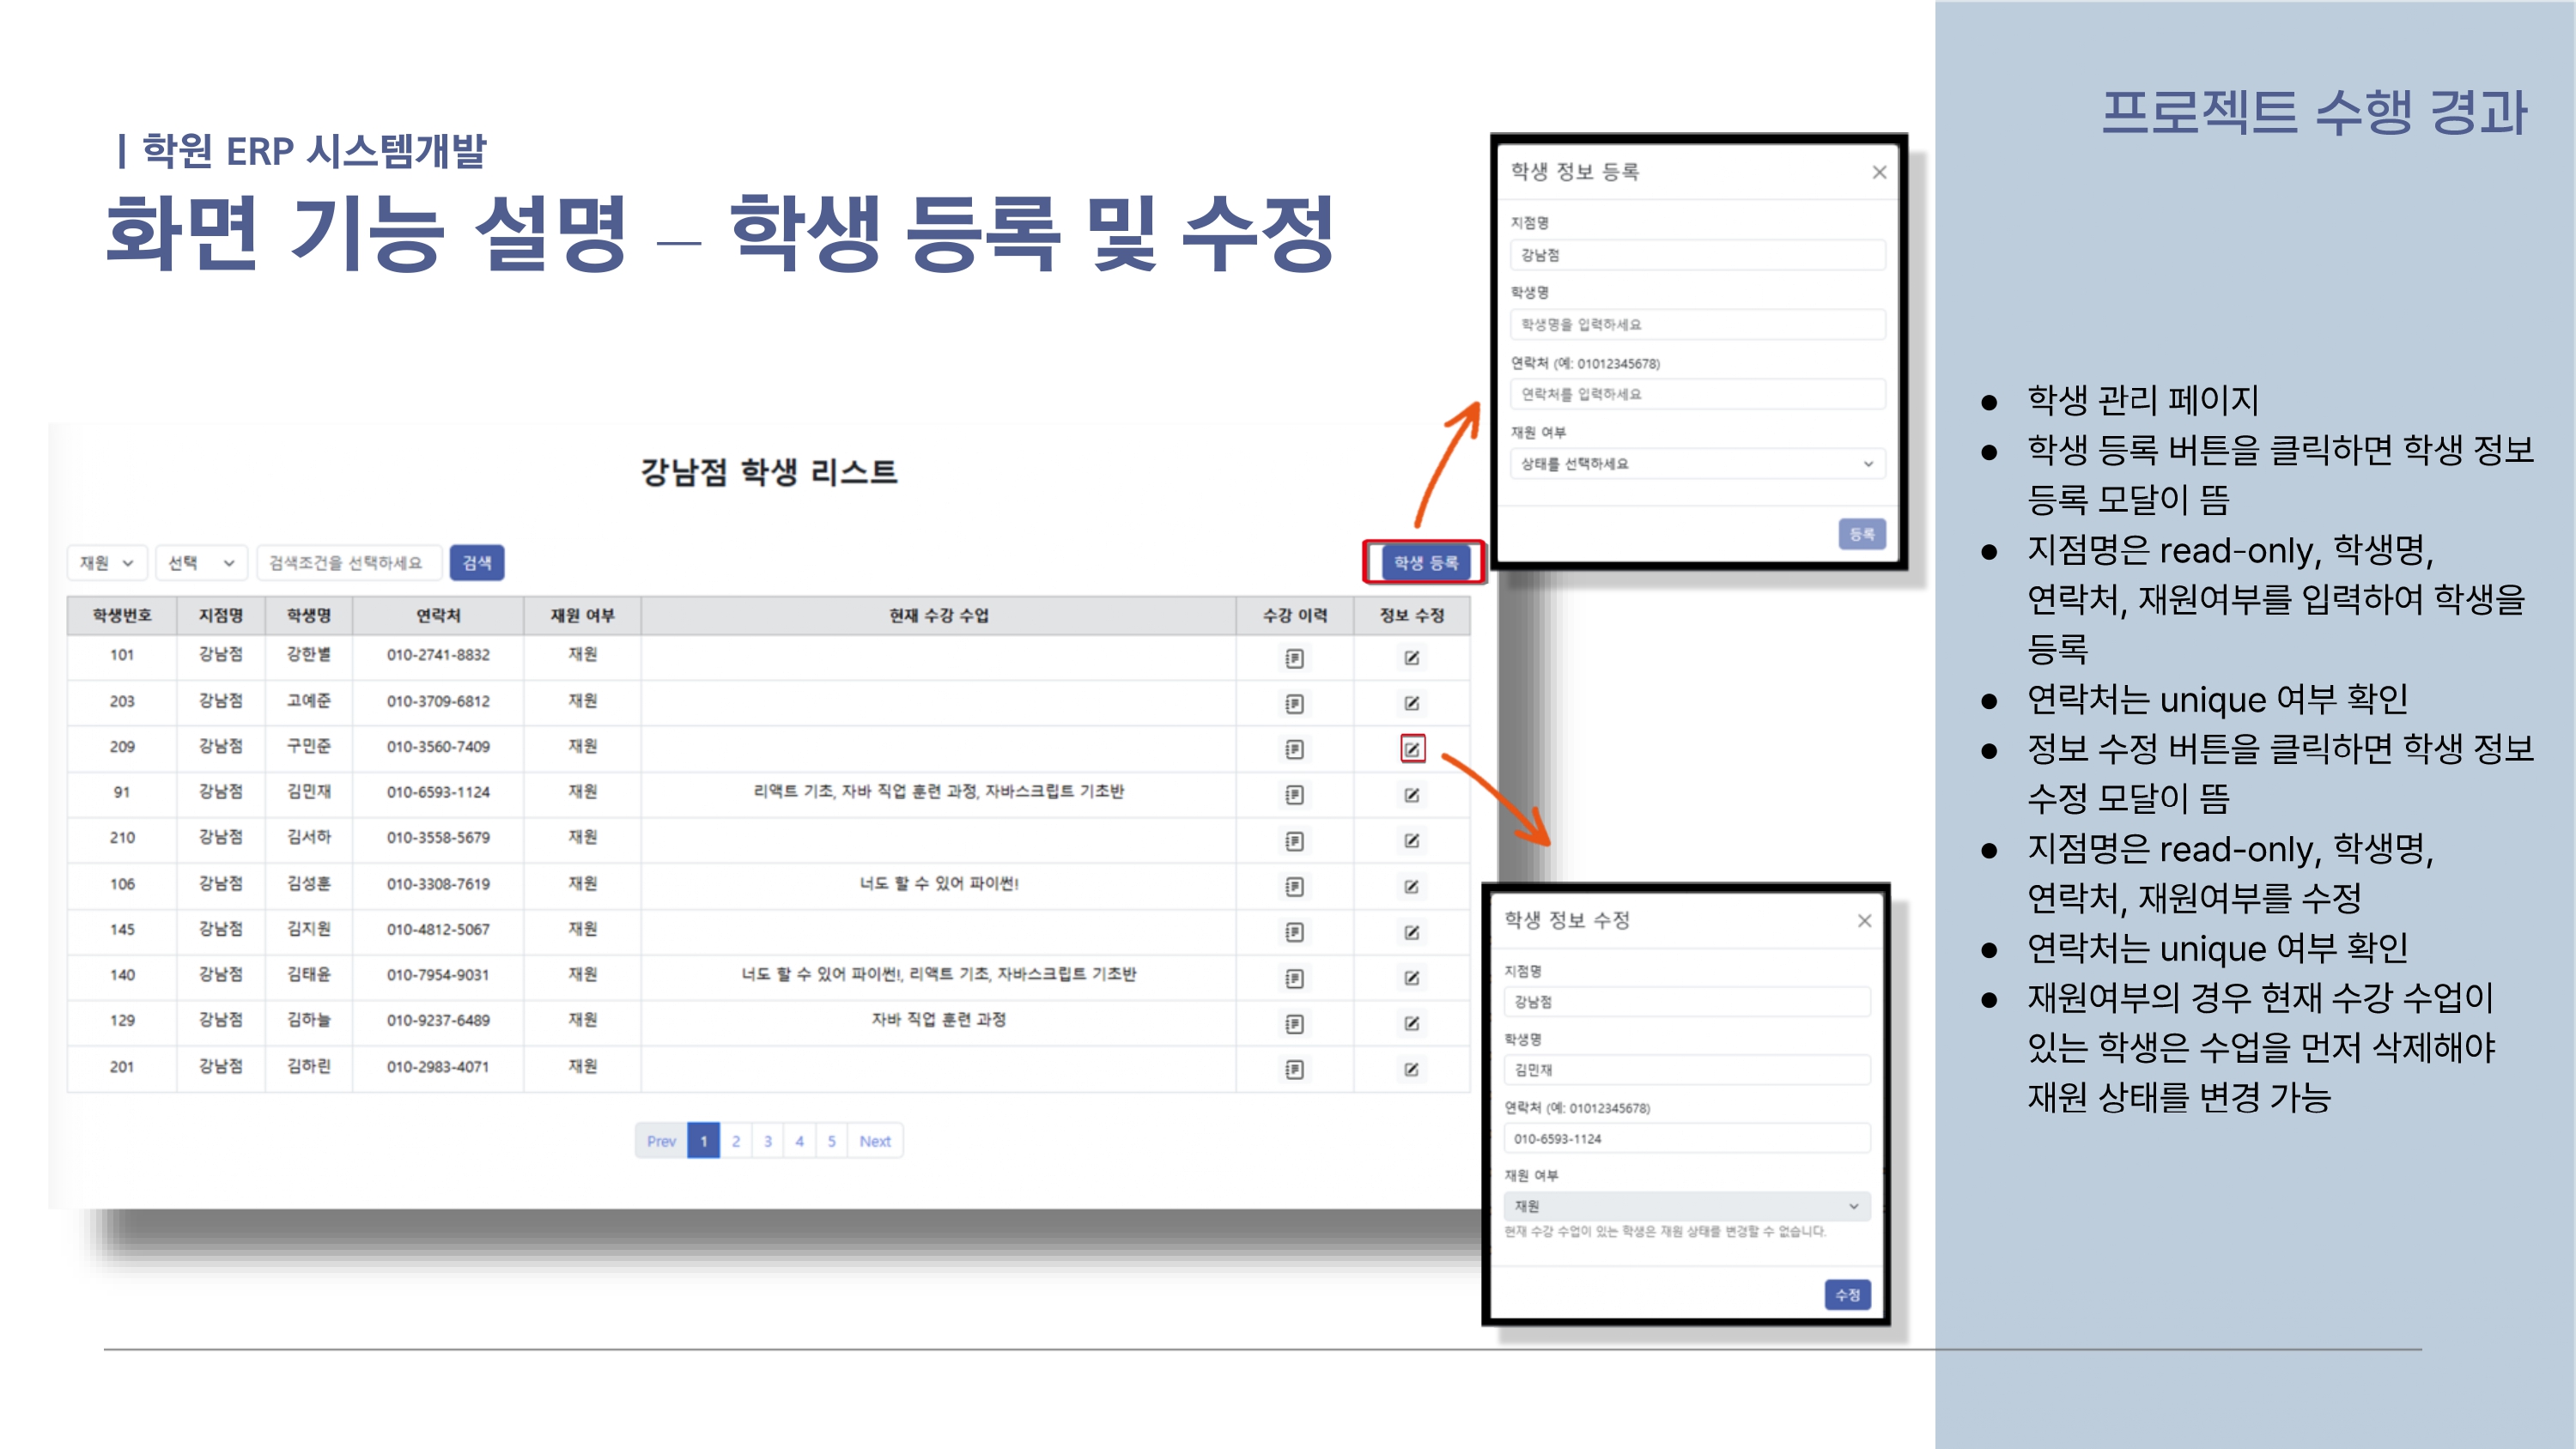 | 학원 ERP 시스템개발
화면 기능 설명 – 학생 등록 및 수정
프로젝트 수행 경과
강남점 학생 리스트
재원 선택 검색조건을 선택하세요 검색 학생 등록
학생번호 지점명 학생명 연락처 재원 여부 현재 수강 수업 수강 이력 정보 수정
101 강남점 강한별 010-2741-8832 재원
203 강남점 고예준 010-3709-6812 재원
209 강남점 구민준 010-3560-7409 재원
91 강남점 김민재 010-6593-1124 재원 리액트 기초, 자바 직업 훈련 과정, 자바스크립트 기초반
210 강남점 김서하 010-3558-5679 재원
106 강남점 김성훈 010-3308-7619 재원 너도 할 수 있어 파이썬!
145 강남점 김지원 010-4812-5067 재원
140 강남점 김태윤 010-7954-9031 재원 너도 할 수 있어 파이썬!, 리액트 기초, 자바스크립트 기초반
129 강남점 김하늘 010-9237-6489 재원 자바 직업 훈련 과정
201 강남점 김하린 010-2983-4071 재원
Prev 1 2 3 4 5 Next
학생 정보 등록
지점명
강남점
학생명
학생명을 입력하세요
연락처 (예: 01012345678)
연락처를 입력하세요
재원 여부
상태를 선택하세요
등록
학생 정보 수정
지점명
강남점
학생명
김민재
연락처 (예: 01012345678)
010-6593-1124
재원 여부
재원
현재 수강 수업이 있는 학생은 재원 상태를 변경할 수 없습니다.
수정
● 학생 관리 페이지
● 학생 등록 버튼을 클릭하면 학생 정보
등록 모달이 뜸
● 지점명은 read-only, 학생명,
연락처, 재원여부를 입력하여 학생을
등록
● 연락처는 unique 여부 확인
● 정보 수정 버튼을 클릭하면 학생 정보
수정 모달이 뜸
● 지점명은 read-only, 학생명,
연락처, 재원여부를 수정
● 연락처는 unique 여부 확인
● 재원여부의 경우 현재 수강 수업이
있는 학생은 수업을 먼저 삭제해야
재원 상태를 변경 가능